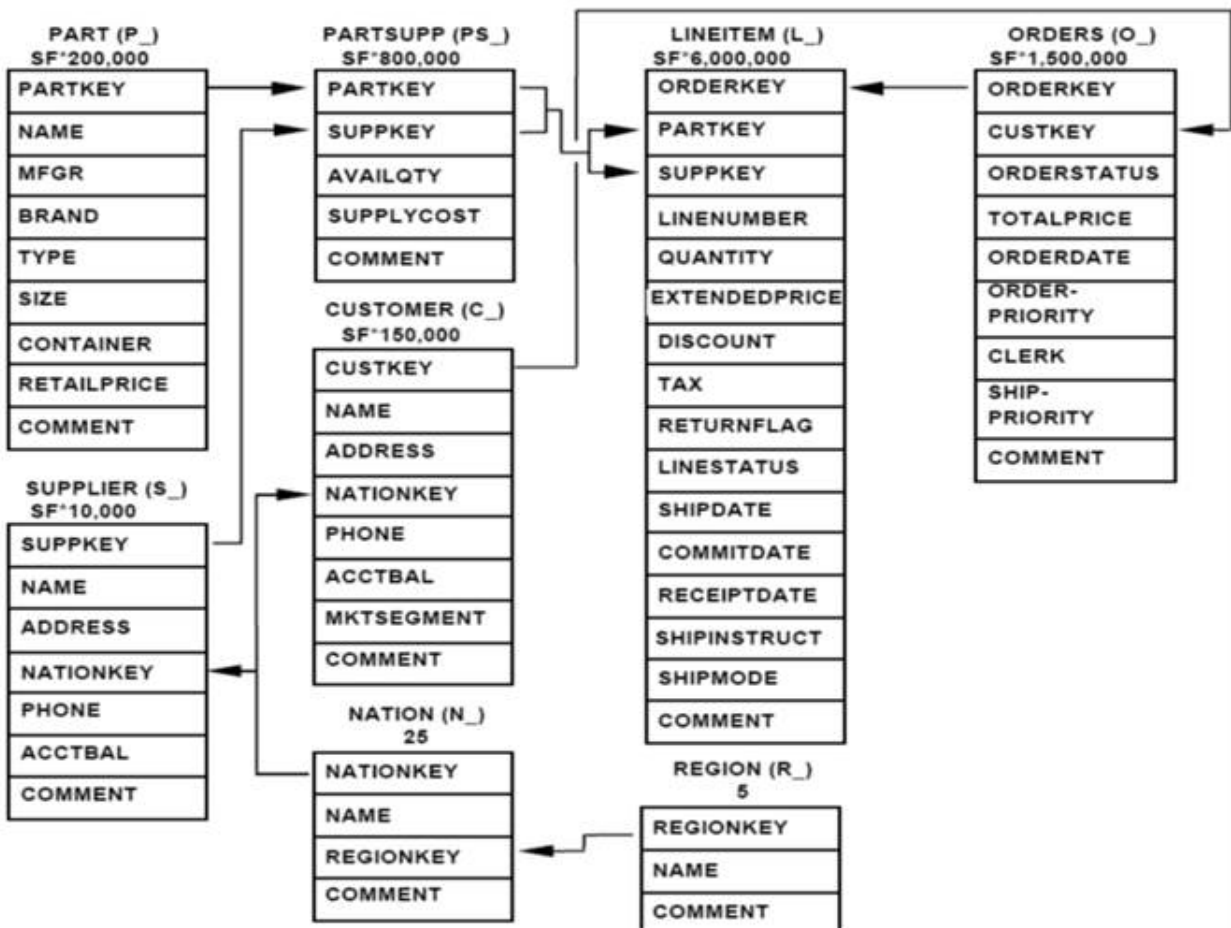 PART (P_)
SF*200,000
PARTKEY
NAME
MFGR
BRAND
TYPE
SIZE
CONTAINER
RETAILPRICE
COMMENT
SUPPLIER (S_)
SF*10,000
SUPPKEY
NAME
ADDRESS
NATIONKEY
PHONE
ACCTBAL
COMMENT
PARTSUPP (PS_)
SF*800,000
PARTKEY
SUPPKEY
AVAILQTY
SUPPLYCOST
COMMENT
CUSTOMER (C_)
SF*150,000
CUSTKEY
NAME
ADDRESS
NATIONKEY
PHONE
ACCTBAL
MKTSEGMENT
COMMENT
NATION (N_)
25
NATIONKEY
NAME
REGIONKEY
COMMENT
LINEITEM (L_)
SF*6,000,000
ORDERKEY
PARTKEY
SUPPKEY
LINENUMBER
QUANTITY
EXTENDEDPRICE
DISCOUNT
TAX
RETURNFLAG
LINESTATUS
SHIPDATE
COMMITDATE
RECEIPTDATE
SHIPINSTRUCT
SHIPMODE
COMMENT
REGION (R_)
5
REGIONKEY
NAME
COMMENT
ORDERS (O_)
SF*1,500,000
ORDERKEY
CUSTKEY
ORDERSTATUS
TOTALPRICE
ORDERDATE
ORDER-
PRIORITY
CLERK
SHIP-
PRIORITY
COMMENT